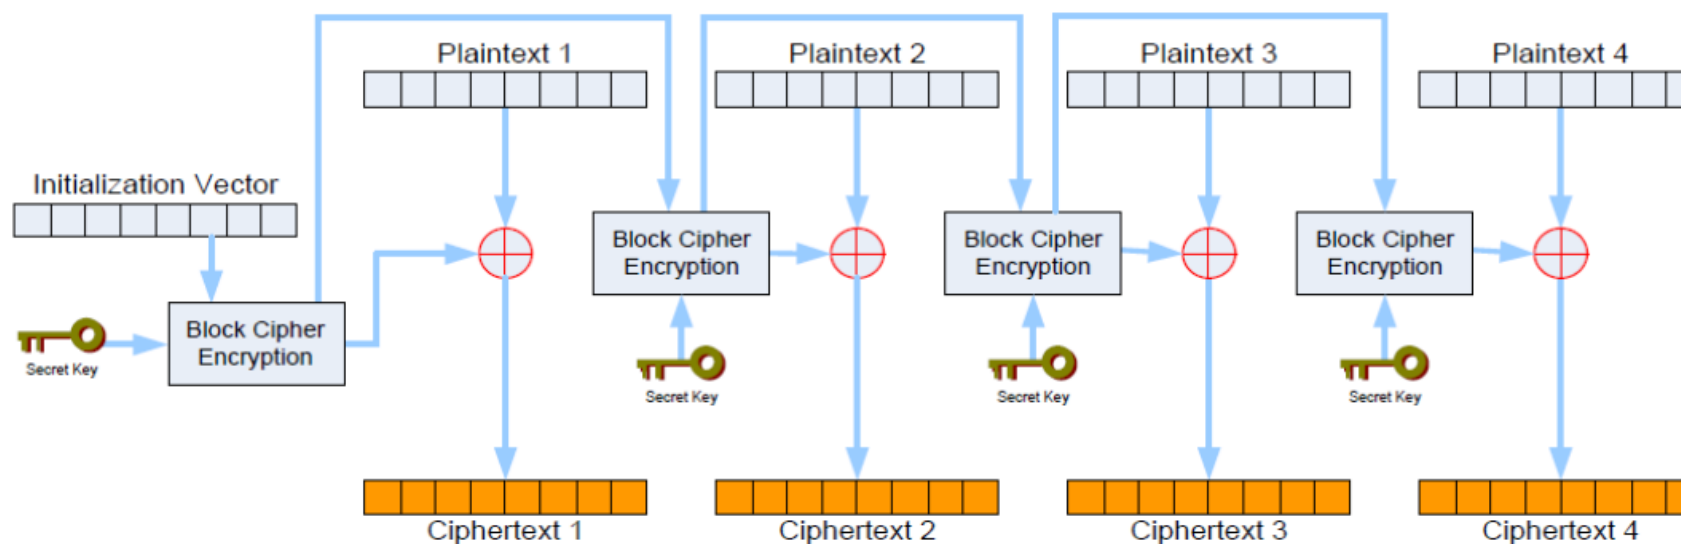 Plaintext 1
Plaintext 2
Plaintext 3
Plaintext 4
Initialization Vector
Block Cipher
Encryption
Block Cipher
Encryption
Block Cipher
Encryption
Block Cipher
Encryption
Secret Key
Secret Key
Secret Key
Secret Key
Ciphertext 1
Ciphertext 2
Ciphertext 3
Ciphertext 4